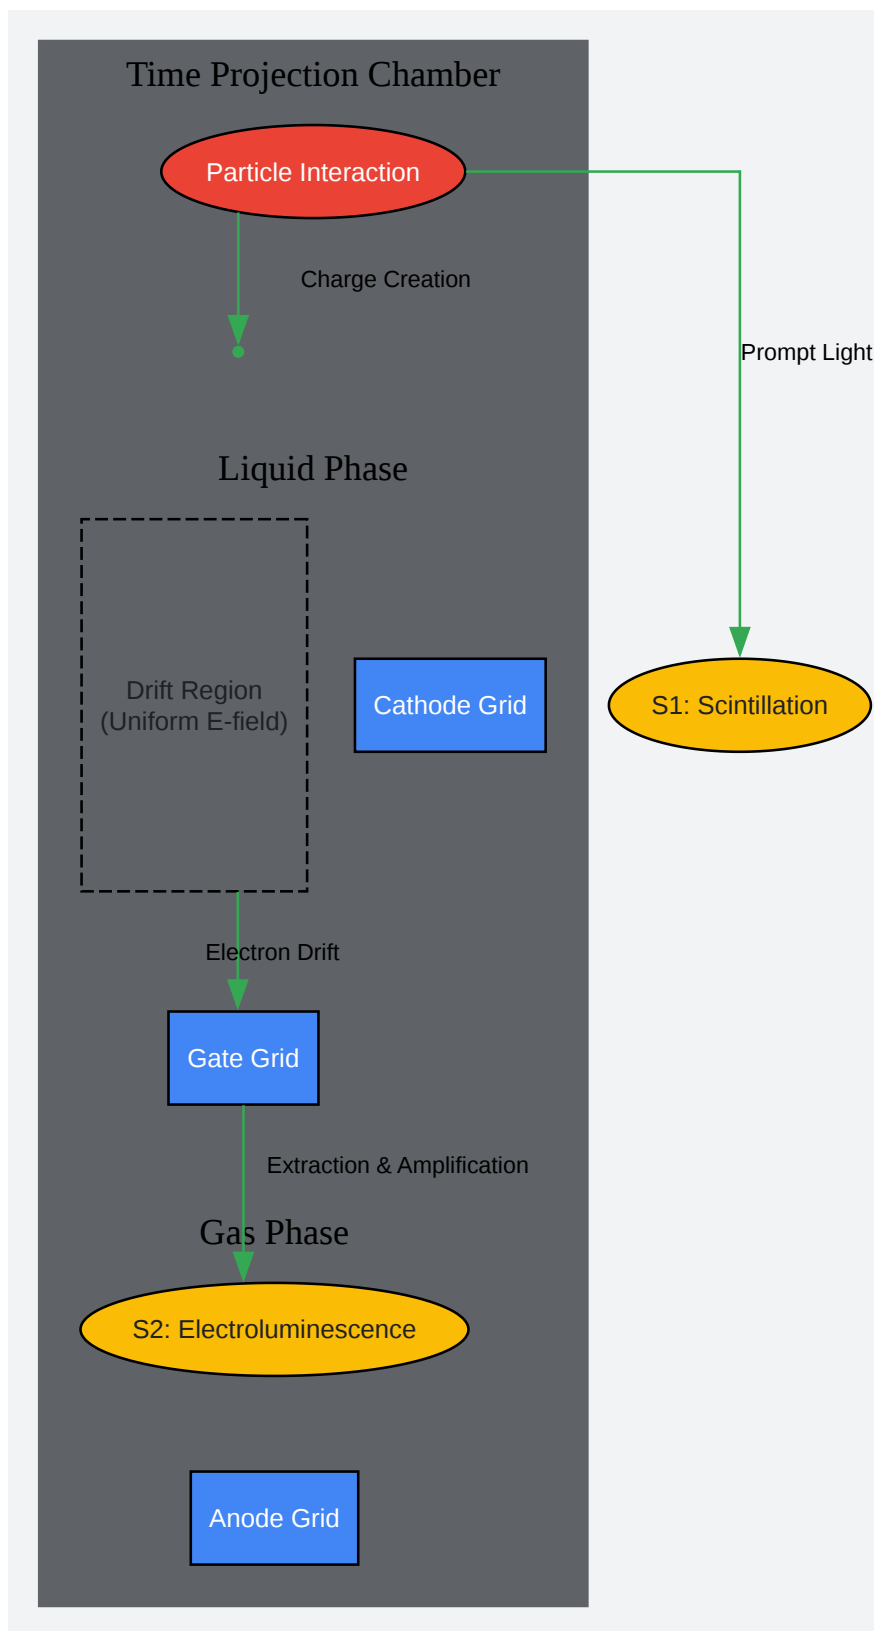 Time Projection Chamber
Particle Interaction
Charge Creation
Prompt Light
Liquid Phase
Drift Region
(Uniform E-field)
Cathode Grid
S1: Scintillation
Electron Drift
Gate Grid
Extraction & Amplification
Gas Phase
S2: Electroluminescence
Anode Grid